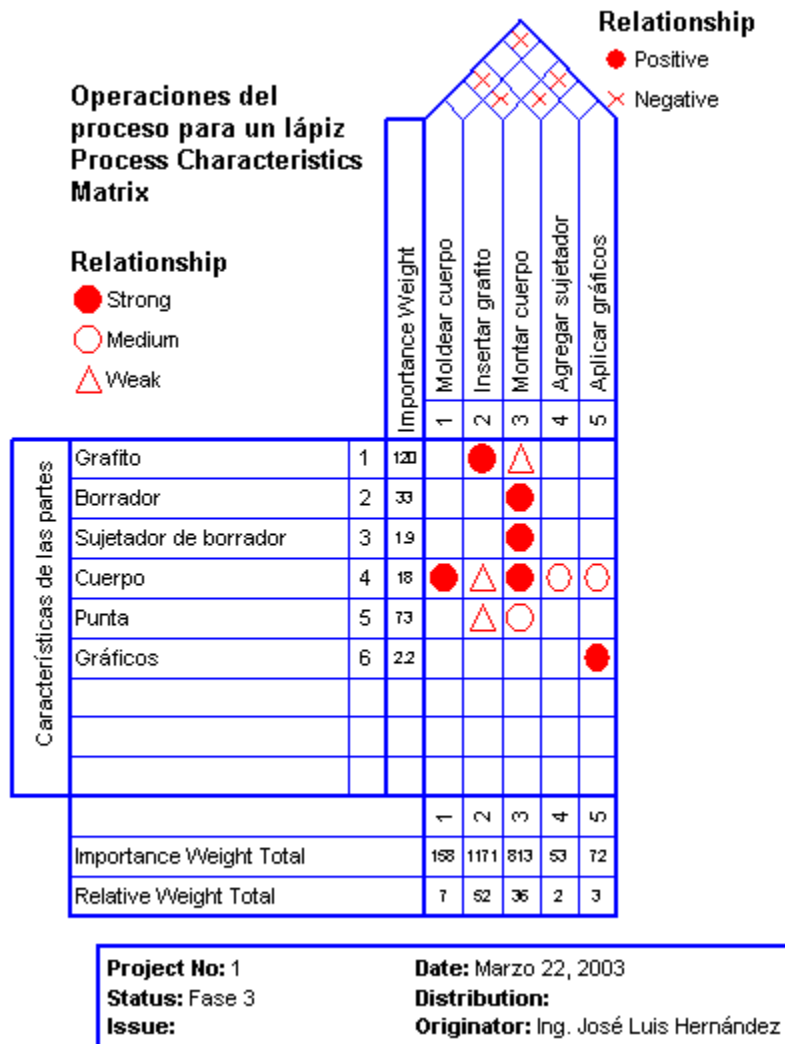 Relationship
Positive
Negative
Operaciones del
proceso para un lápiz
Process Characteristics
Matrix
Relationship
Strong
Medium
Weak
Importance Weight
Moldear cuerpo
Insertar grafito
Montar cuerpo
Agregar sujetador
Aplicar gráficos
1 2 3 4 5
Características de las partes
Grafito 1 120
Borrador 2 33
Sujetador de borrador 3 1.9
Cuerpo 4 18
Punta 5 73
Gráficos 6 2.2
1 2 3 4 5
Importance Weight Total 158 1171 813 53 72
Relative Weight Total 7 52 36 2 3
Project No: 1 Date: Marzo 22, 2003
Status: Fase 3 Distribution:
Issue: Originator: Ing. José Luis Hernández